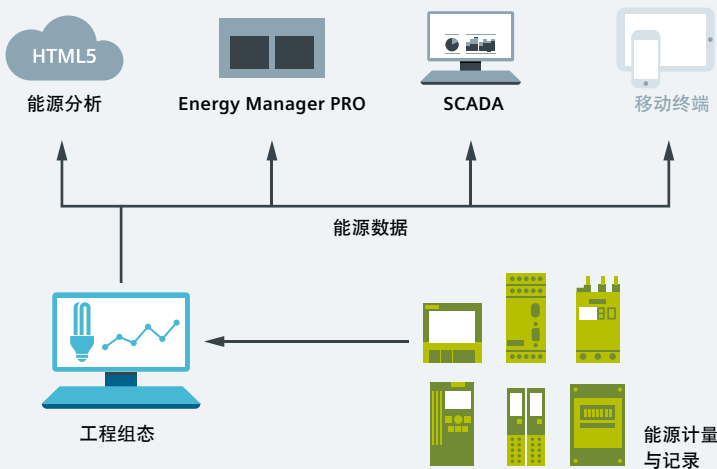 HTML5
能源分析
Energy Manager PRO
SCADA
移动终端
能源数据
工程组态
能源计量
与记录